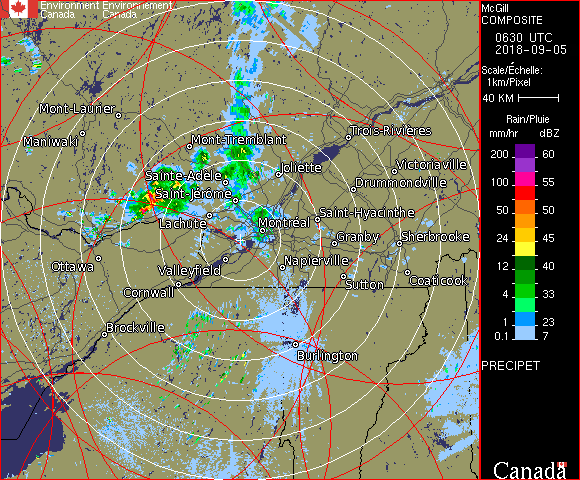 Environment Environnement
Canada Canada
McGill
COMPOSITE
0630 UTC
2018-09-05
Scale/Échelle:
1km/Pixel
40 KM
Rain/Pluie
mm/hr dBZ
200 60
150 57
100 55
50 50
24 45
12 40
4 33
1 23
0.1 7
PRECIPET
Canada
Mont-Laurier
Maniwaki
Mont-Tremblant
Trois-Rivières
Sainte-Adèle
Joliette
Victoriaville
Saint-Jérôme
Drummondville
Lachute
Montréal
Saint-Hyacinthe
Granby
Sherbrooke
Ottawa
Valleyfield
Napierville
Cornwall
Sutton
Coaticook
Brockville
Burlington